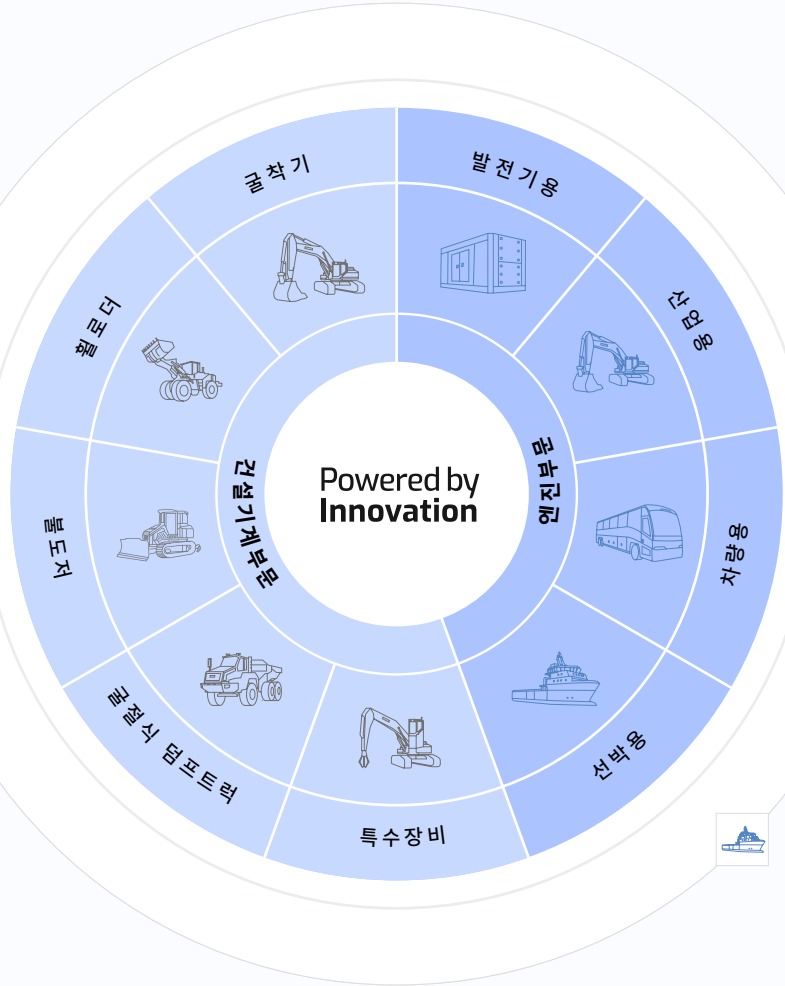 Powered by
Innovation
엔진부문
발전기용
산업용
차량용
선박용
건설기계부문
특수장비
굴절식 덤프트럭
불도저
휠로더
굴착기